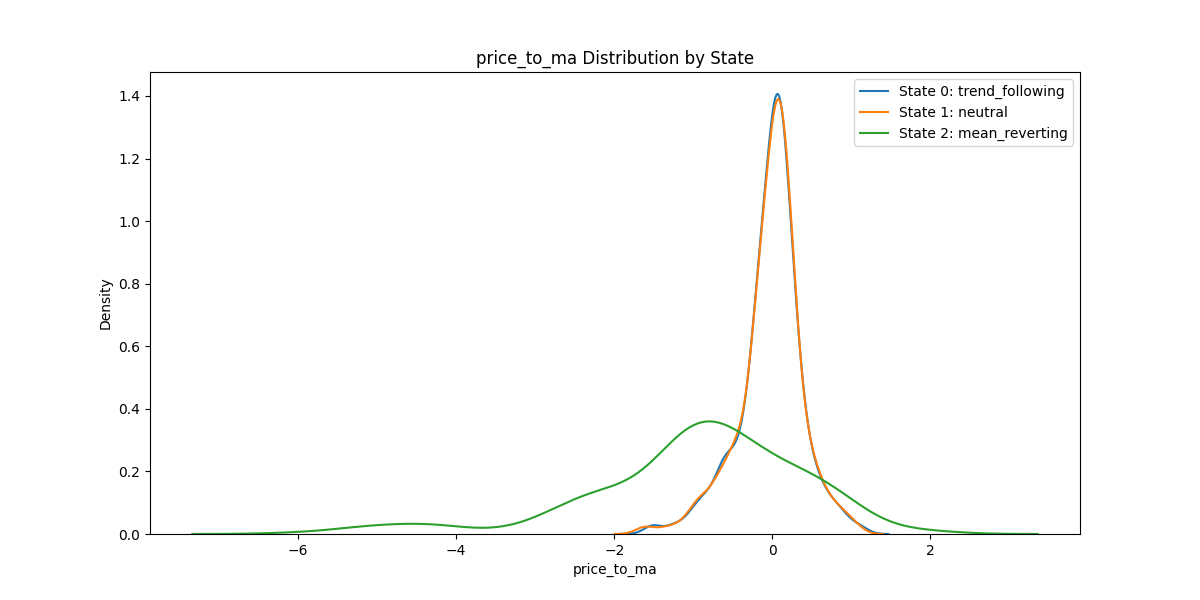 price_to_ma Distribution by State
State 0: trend_following
State 1: neutral
State 2: mean_reverting
Density
1.4
1.2
1.0
0.8
0.6
0.4
0.2
0.0
−6
−4
−2
0
2
price_to_ma